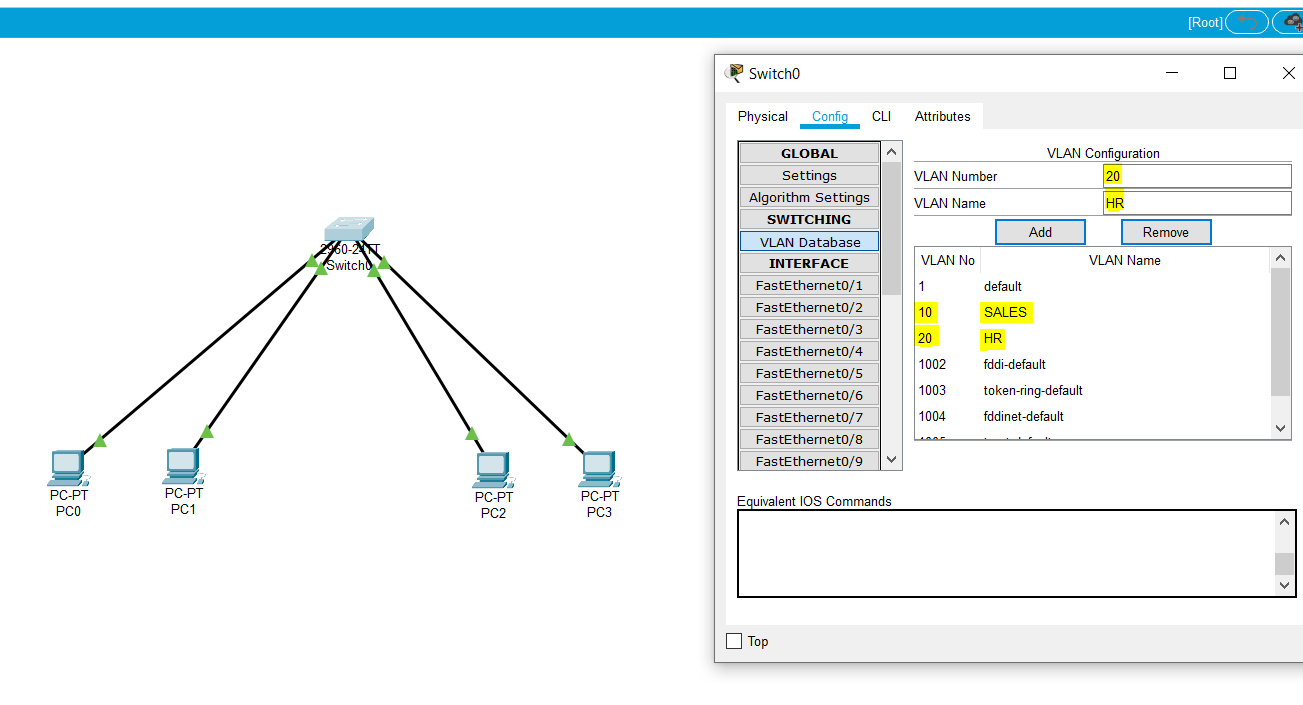 [Root]
Switch0
Physical Config CLI Attributes
GLOBAL
Settings
Algorithm Settings
SWITCHING
VLAN Database
INTERFACE
FastEthernet0/1
FastEthernet0/2
FastEthernet0/3
FastEthernet0/4
FastEthernet0/5
FastEthernet0/6
FastEthernet0/7
FastEthernet0/8
FastEthernet0/9
VLAN Configuration
VLAN Number 20
VLAN Name HR
Add Remove
VLAN No VLAN Name
1 default
10 SALES
20 HR
1002 fddi-default
1003 token-ring-default
1004 fddinet-default
Equivalent IOS Commands
Top
2960-24TT
Switch0
PC-PT
PC0
PC-PT
PC1
PC-PT
PC2
PC-PT
PC3